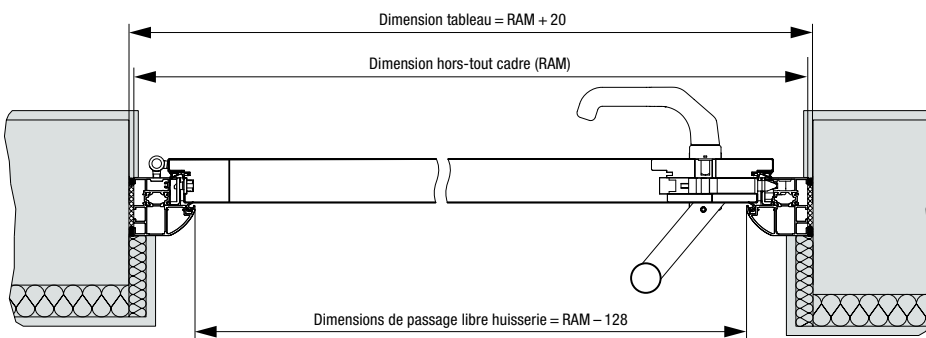 Dimension tableau = RAM + 20
Dimension hors-tout cadre (RAM)
Dimensions de passage libre huisserie = RAM – 128